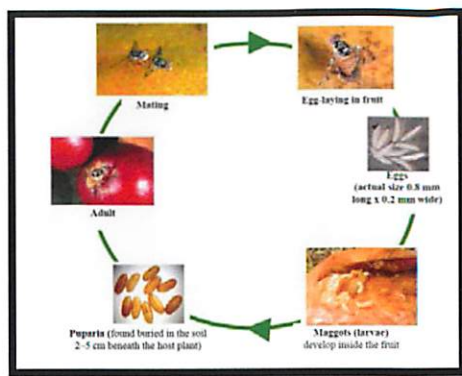 Mating
Egg-laying in fruit
Eggs
(actual size 0.8 mm
long x 0.2 mm wide)
Maggots (larvae)
develop inside the fruit
Puparia (found buried in the soil
2–5 cm beneath the host plant)
Adult